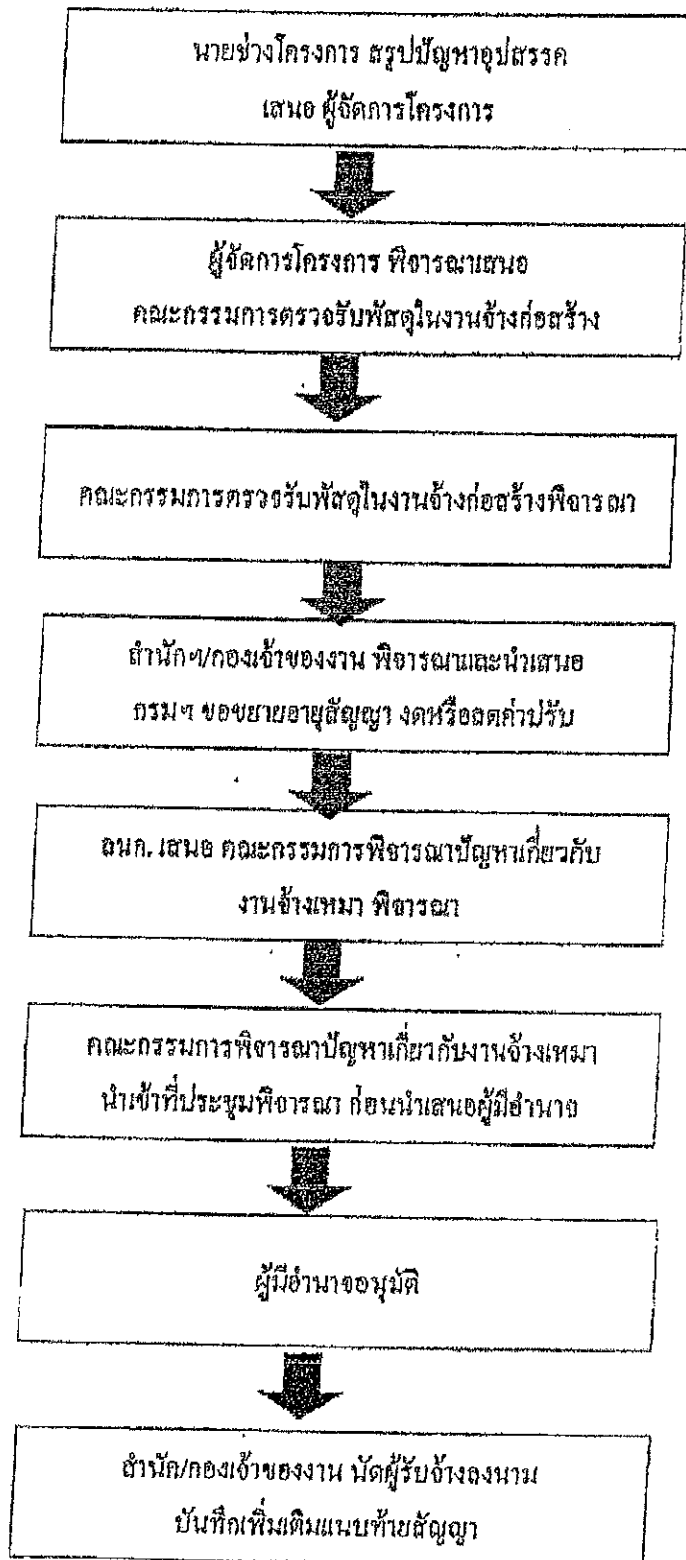 นายช่างโครงการ สรุปปัญหาอุปสรรค
เสนอ ผู้จัดการโครงการ
ผู้จัดการโครงการ พิจารณาเสนอ
คณะกรรมการตรวจรับพัสดุในงานจ้างก่อสร้าง
คณะกรรมการตรวจรับพัสดุในงานจ้างก่อสร้างพิจารณา
สำนักฯ/กองเจ้าของงาน พิจารณาและนำเสนอ
กรมฯ ขอขยายอายุสัญญา งดหรือลดค่าปรับ
อนก. เสนอ คณะกรรมการพิจารณาปัญหาเกี่ยวกับ
งานจ้างเหมา พิจารณา
คณะกรรมการพิจารณาปัญหาเกี่ยวกับงานจ้างเหมา
นำเข้าที่ประชุมพิจารณา ก่อนนำเสนอผู้มีอำนาจ
ผู้มีอำนาจอนุมัติ
สำนัก/กองเจ้าของงาน นัดผู้รับจ้างลงนาม
บันทึกเพิ่มเติมแนบท้ายสัญญา